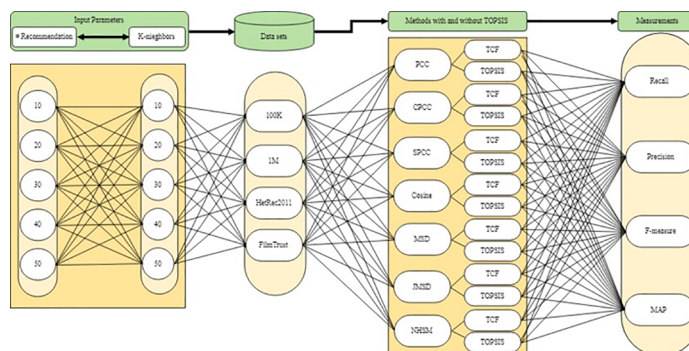 Input Parameters
# Recommendation
K-nieghbors
Data sets
Methods with and without TOPSIS
Measurements
10
20
30
40
50
10
20
30
40
50
100K
1M
HetRec2011
FilmTrust
PCC
CPCC
SPCC
Cosine
MSD
JMSD
NHSM
TCF
TOPSIS
TCF
TOPSIS
TCF
TOPSIS
TCF
TOPSIS
TCF
TOPSIS
TCF
TOPSIS
TCF
TOPSIS
Recall
Precision
F-measure
MAP